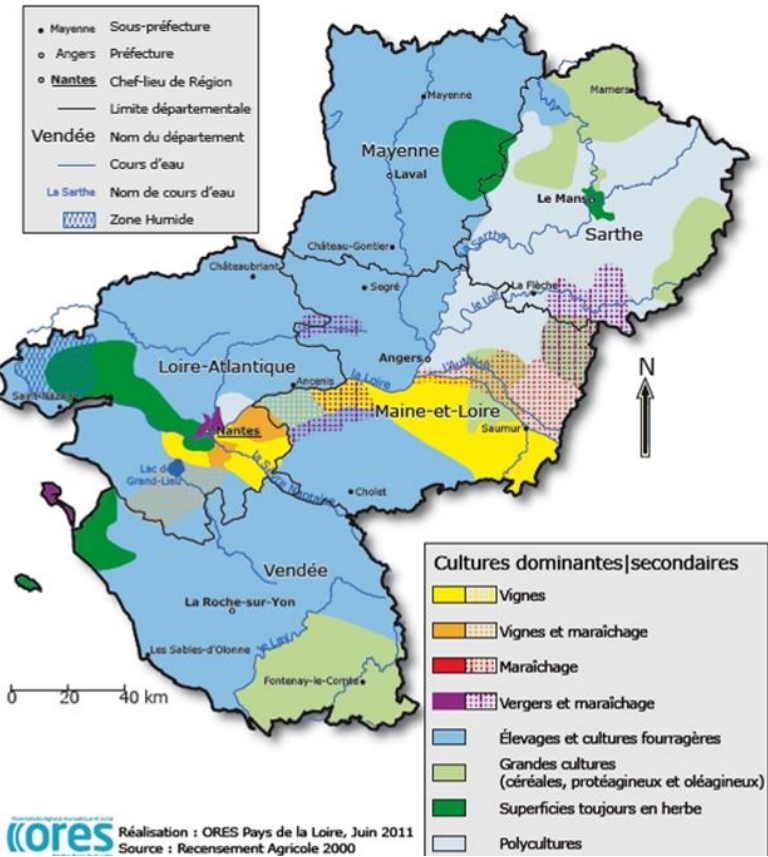 Mayenne Sous-préfecture
Angers Préfecture
Nantes Chef-lieu de Région
Limite départementale
Vendée Nom du département
Cours d'eau
La Sarthe Nom de cours d'eau
Zone Humide
Mamers
Mayenne
Mayenne
Laval
Le Mans
Sarthe
la Sarthe
Château-Gontier
Châteaubriant
Segré
La Flèche
le Loir
Loire-Atlantique
Angers
l'Authion
Ancenis
la Loire
Saint-Nazaire
Maine-et-Loire
Nantes
Saumur
N
Lac de
Grand-Lieu
la Sèvre Nantaise
Cholet
Vendée
La Roche-sur-Yon
le Lay
Les Sables-d'Olonne
Fontenay-le-Comte
0 20 40 km
Cultures dominantes|secondaires
Vignes
Vignes et maraîchage
Maraîchage
Vergers et maraîchage
Élevages et cultures fourragères
Grandes cultures
(céréales, protéagineux et oléagineux)
Superficies toujours en herbe
Polycultures
ores
Réalisation : ORES Pays de la Loire, Juin 2011
Source : Recensement Agricole 2000